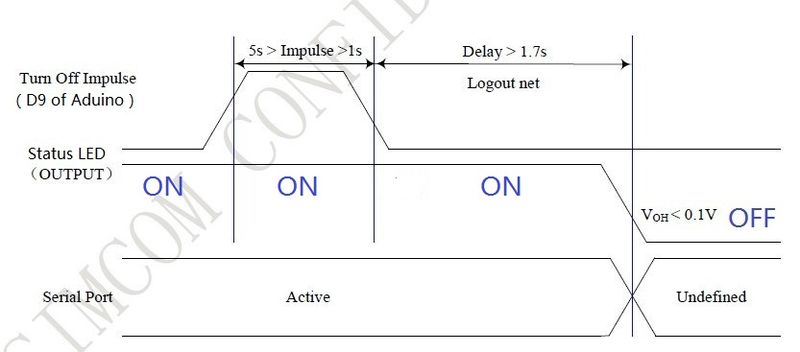 5s > Impulse >1s
Delay > 1.7s
Turn Off Impulse
( D9 of Aduino )
Logout net
Status LED
（OUTPUT）
ON
ON
ON
VOH < 0.1V
OFF
Serial Port
Active
Undefined
SIMCOM CONFID